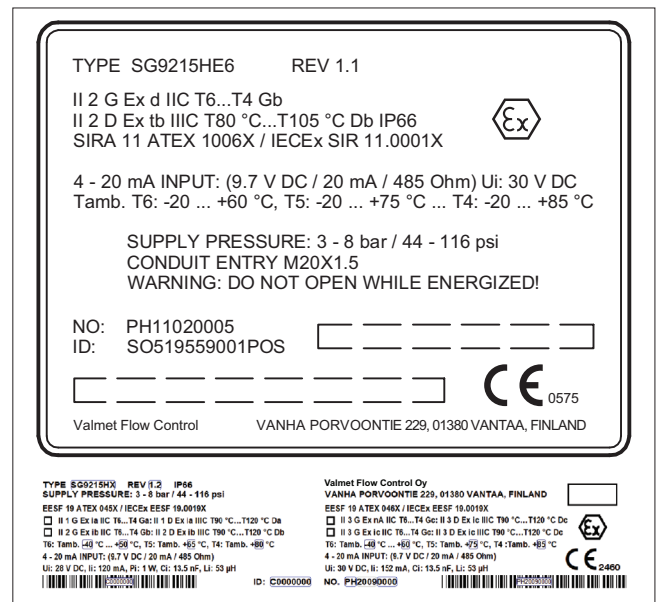 TYPE SG9215HE6 REV 1.1
II 2 G Ex d IIC T6...T4 Gb
II 2 D Ex tb IIIC T80 °C...T105 °C Db IP66
SIRA 11 ATEX 1006X / IECEx SIR 11.0001X
Ex
4 - 20 mA INPUT: (9.7 V DC / 20 mA / 485 Ohm) Ui: 30 V DC
Tamb. T6: -20 ... +60 °C, T5: -20 ... +75 °C ... T4: -20 ... +85 °C
SUPPLY PRESSURE: 3 - 8 bar / 44 - 116 psi
CONDUIT ENTRY M20X1.5
WARNING: DO NOT OPEN WHILE ENERGIZED!
NO: PH11020005
ID: SO519559001POS
CE 0575
Valmet Flow Control VANHA PORVOONTIE 229, 01380 VANTAA, FINLAND
TYPE SG9215HX REV 1.2 IP66
SUPPLY PRESSURE: 3 - 8 bar / 44 - 116 psi
EESF 19 ATEX 045X / IECEx EESF 19.0019X
II 1 G Ex ia IIC T6...T4 Ga: II 1 D Ex ia IIIC T90 °C...T120 °C Da
II 2 G Ex ib IIC T6...T4 Gb: II 2 D Ex ib IIIC T90 °C...T120 °C Db
T6: Tamb. -40 °C ... +50 °C, T5: Tamb. +65 °C, T4: Tamb. +80 °C
4 - 20 mA INPUT: (9.7 V DC / 20 mA / 485 Ohm)
Ui: 28 V DC, Ii: 120 mA, Pi: 1 W, Ci: 13.5 nF, Li: 53 µH
C0000000
ID: C0000000
Valmet Flow Control Oy
VANHA PORVOONTIE 229, 01380 VANTAA, FINLAND
EESF 19 ATEX 046X / IECEx EESF 19.0019X
II 3 G Ex nA IIC T6...T4 Gc: II 3 D Ex ic IIIC T90 °C...T120 °C Dc
II 3 G Ex ic IIC T6...T4 Gc: II 3 D Ex ic IIIC T90 °C...T120 °C Dc
T6: Tamb. -40 °C ... +60 °C, T5: Tamb. +75 °C, T4 :Tamb. +85 °C
4 - 20 mA INPUT: (9.7 V DC / 20 mA / 485 Ohm)
Ui: 30 V DC, Ii: 152 mA, Ci: 13.5 nF, Li: 53 µH
Ex
CE 2460
NO. PH20090000
PH20090000